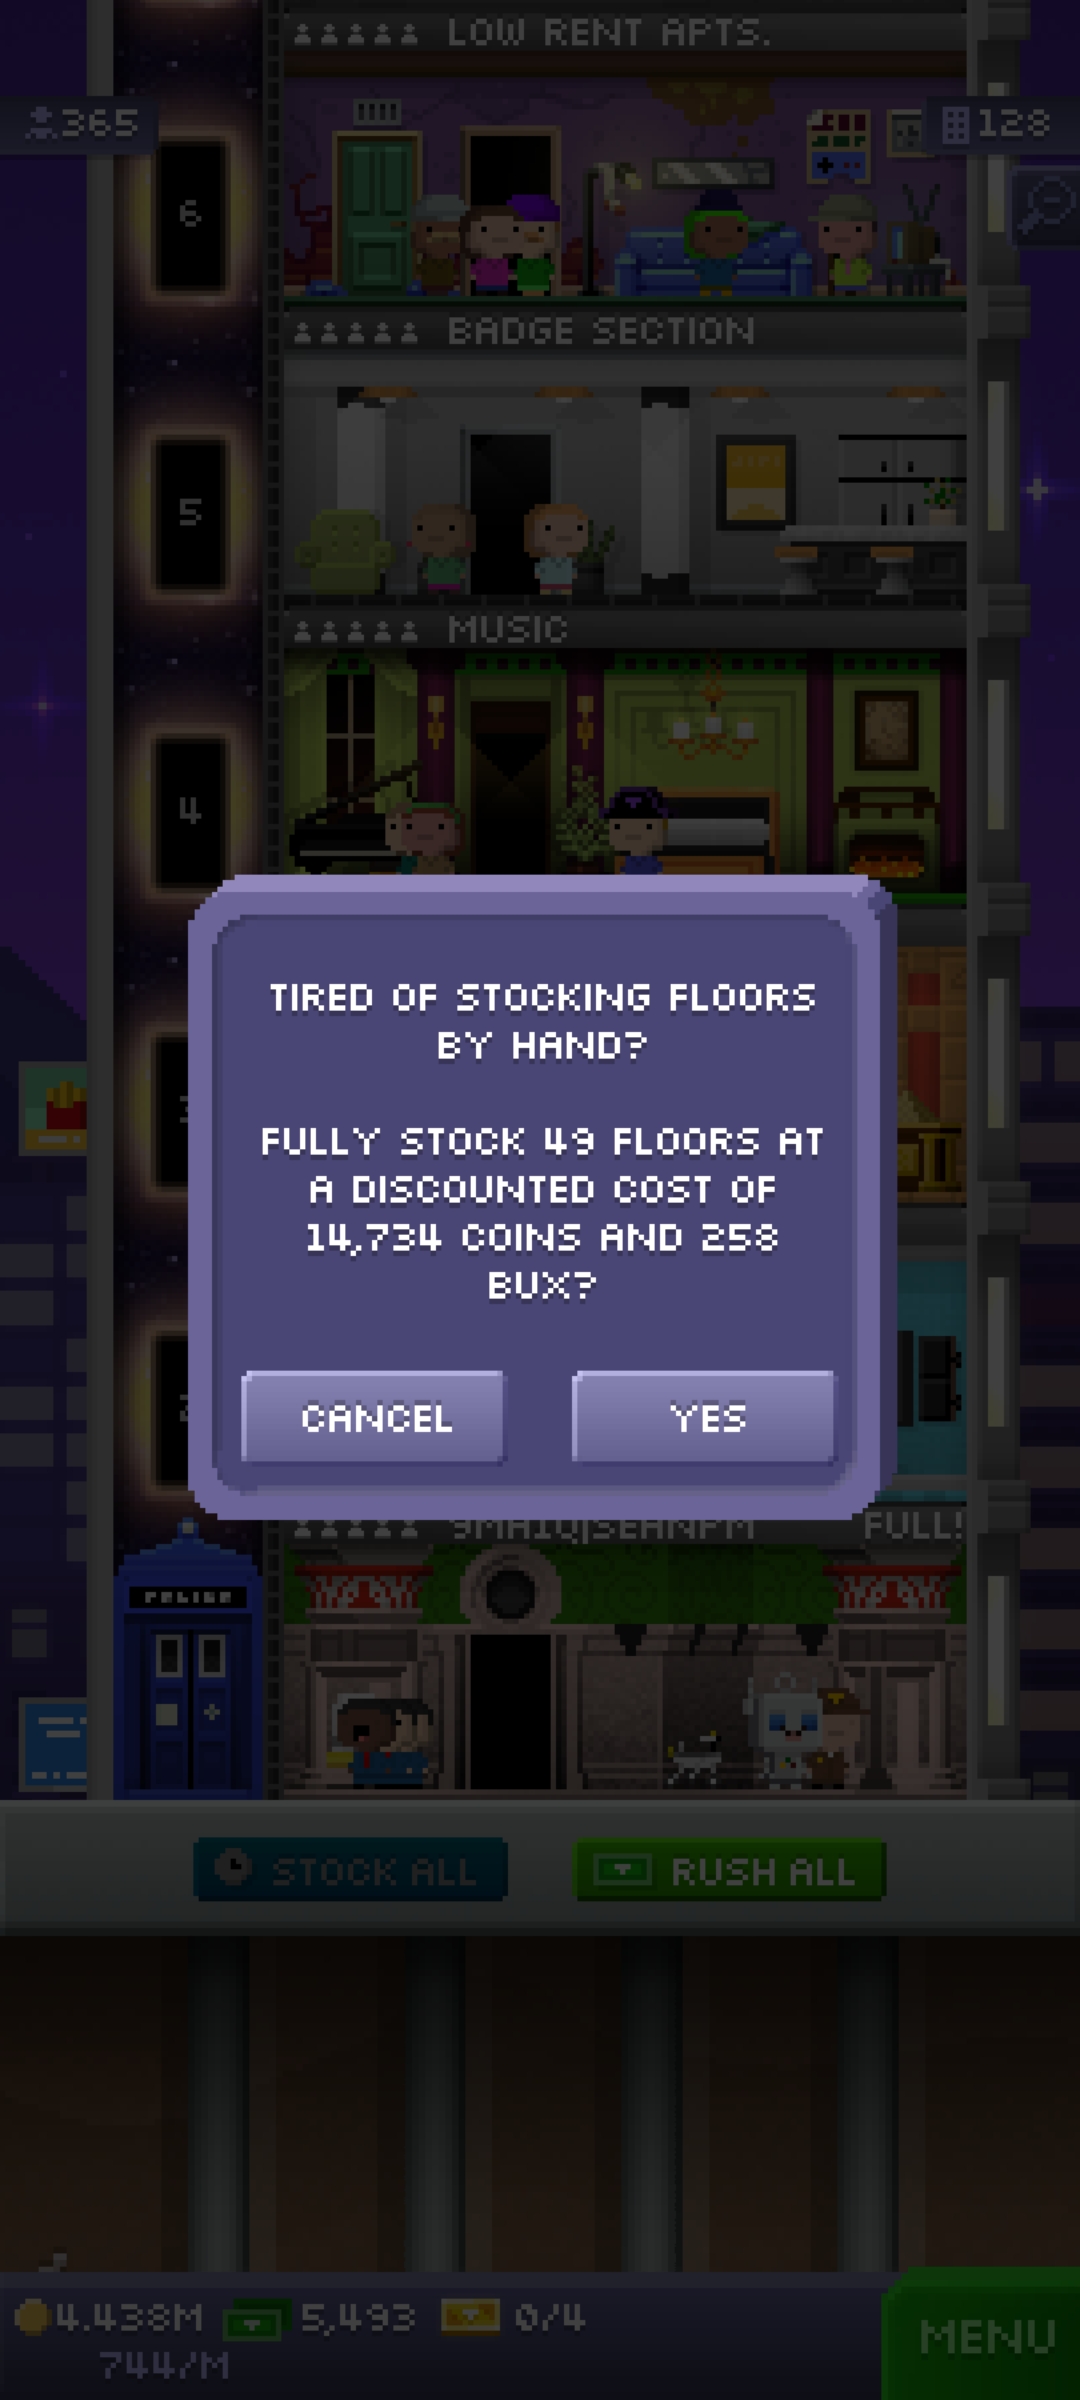 LOW RENT APTS.
365
128
6
BADGE SECTION
5
MUSIC
4
TIRED OF STOCKING FLOORS
BY HAND?
FULLY STOCK 49 FLOORS AT
A DISCOUNTED COST OF
14,734 COINS AND 258
BUX?
CANCEL
YES
FULL!
POLICE
STOCK ALL
RUSH ALL
4.438M
5,493
0/4
744/M
MENU